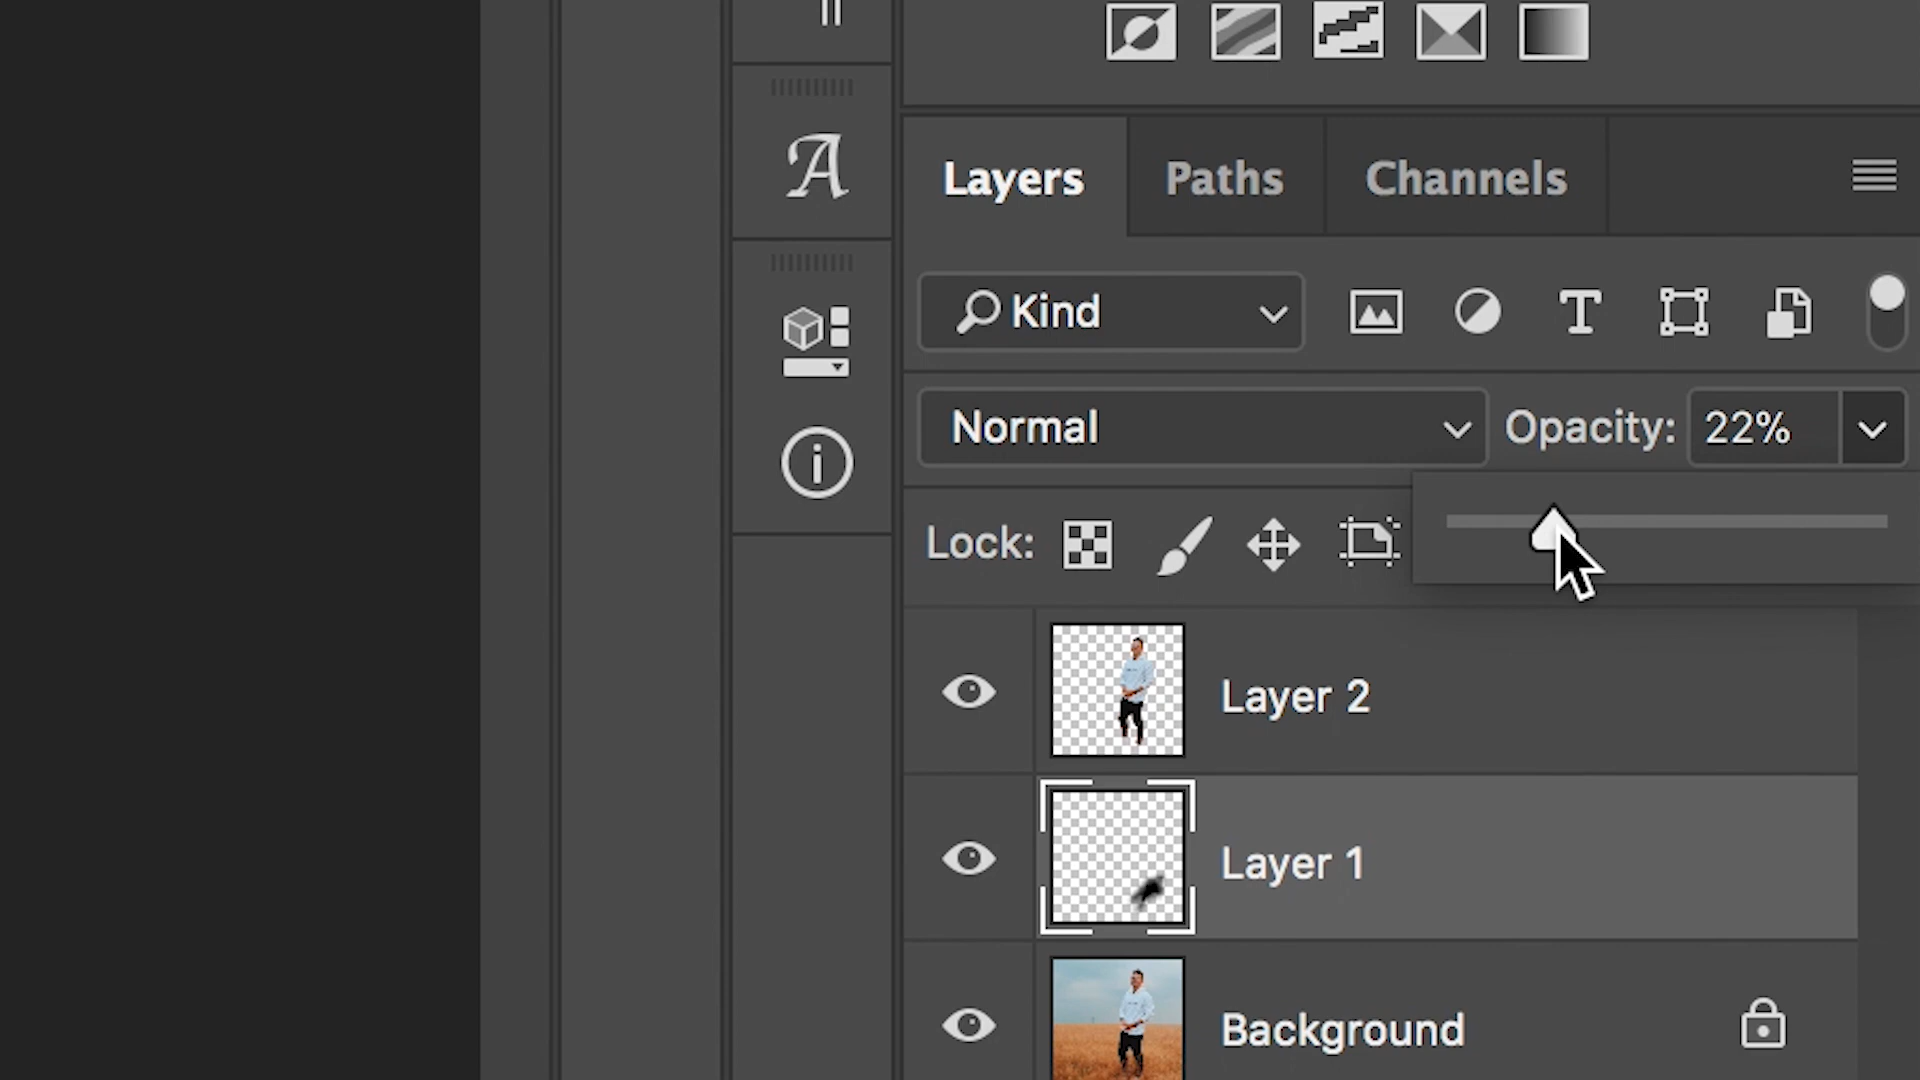 A
Layers
Paths
Channels
Kind
T
Normal
Opacity: 22%
Lock:
Layer 2
Layer 1
Background